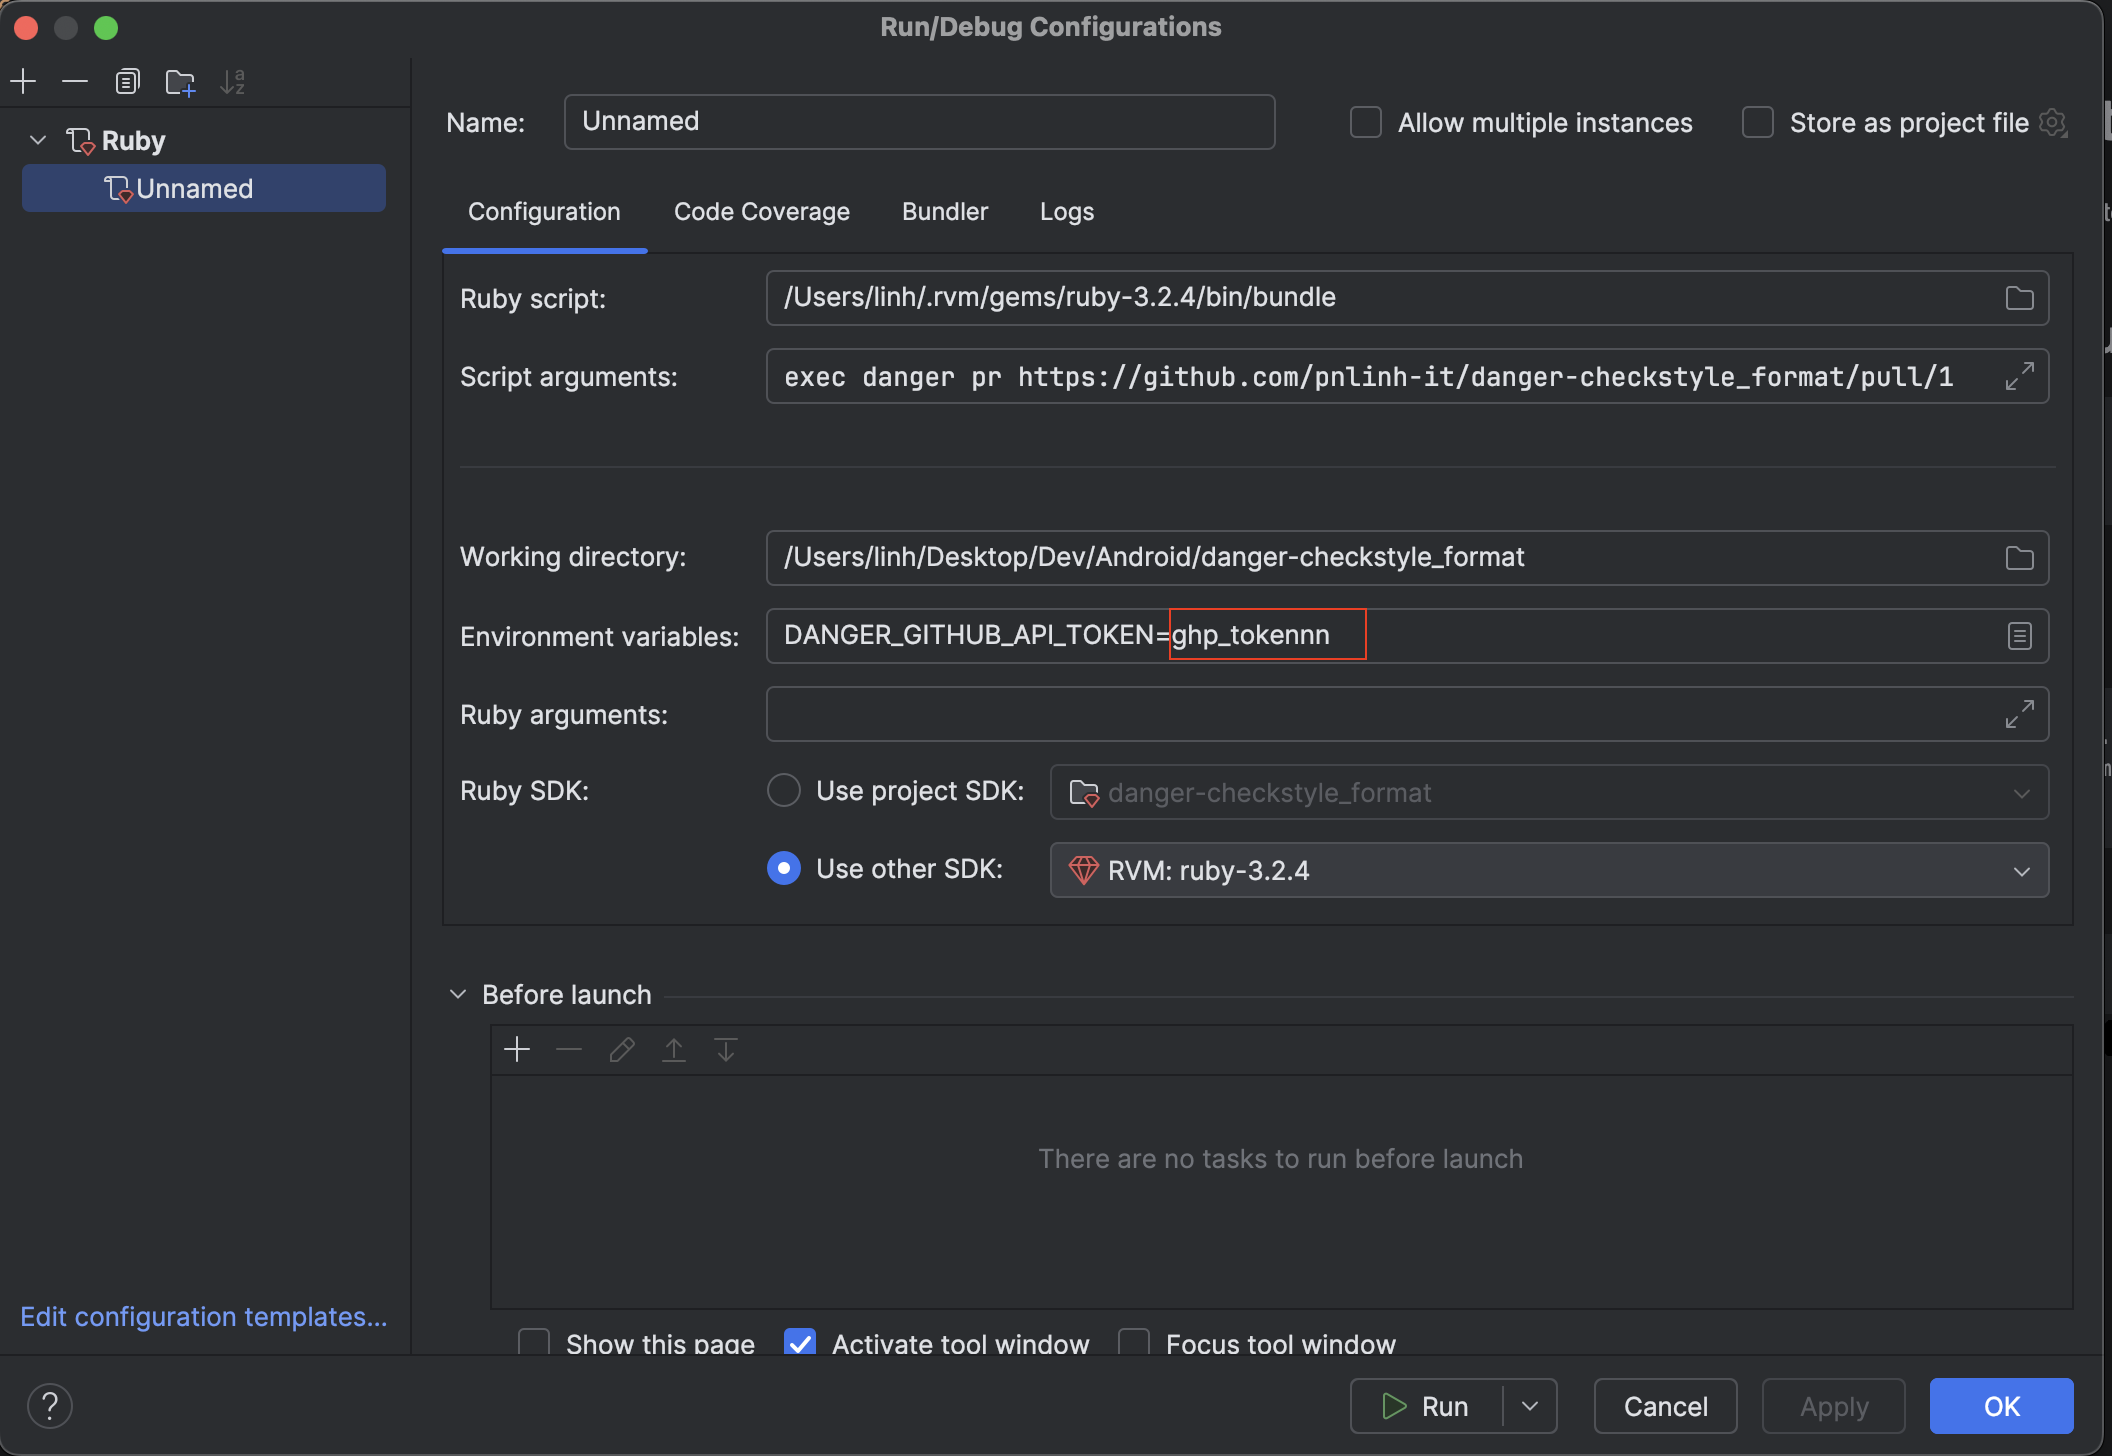 Run/Debug Configurations
Ruby
Unnamed
Edit configuration templates...
Name:
Unnamed
Allow multiple instances
Store as project file
Configuration
Code Coverage
Bundler
Logs
Ruby script:
/Users/linh/.rvm/gems/ruby-3.2.4/bin/bundle
Script arguments:
exec danger pr https://github.com/pnlinh-it/danger-checkstyle_format/pull/1
Working directory:
/Users/linh/Desktop/Dev/Android/danger-checkstyle_format
Environment variables:
DANGER_GITHUB_API_TOKEN=ghp_tokennn
Ruby arguments:
Ruby SDK:
Use project SDK:
danger-checkstyle_format
Use other SDK:
RVM: ruby-3.2.4
Before launch
There are no tasks to run before launch
Show this page
Activate tool window
Focus tool window
?
Run
Cancel
Apply
OK